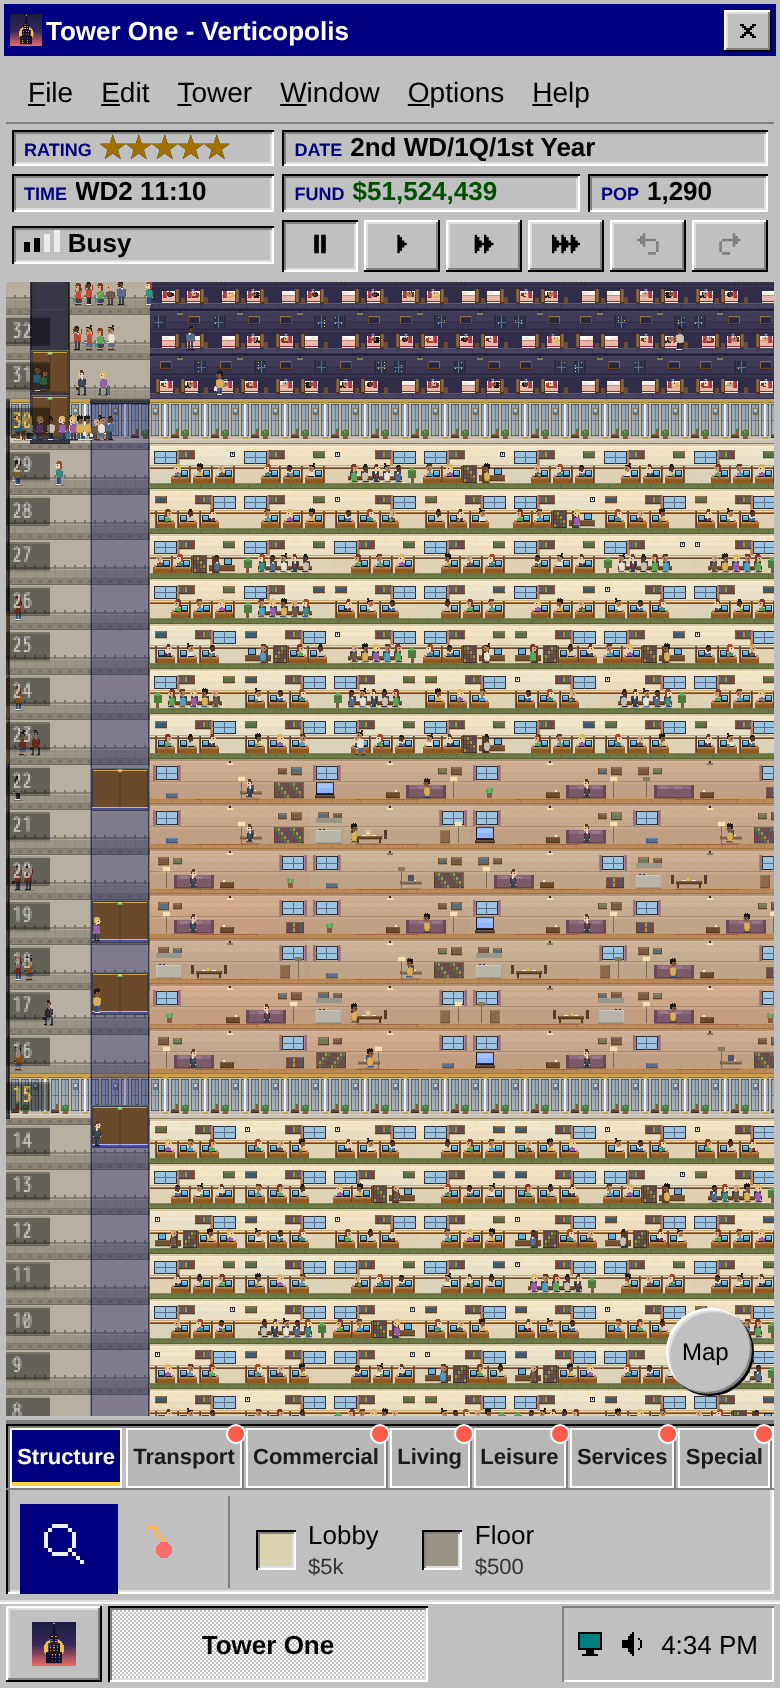 Tower One - Verticopolis
File Edit Tower Window Options Help
RATING
DATE 2nd WD/1Q/1st Year
TIME WD2 11:10
FUND $51,524,439
POP 1,290
Busy
32
31
30
29
28
27
26
25
24
23
22
21
20
19
18
17
16
15
14
13
12
11
10
9
8
Map
Structure Transport Commercial Living Leisure Services Special
Lobby
$5k
Floor
$500
Tower One
4:34 PM